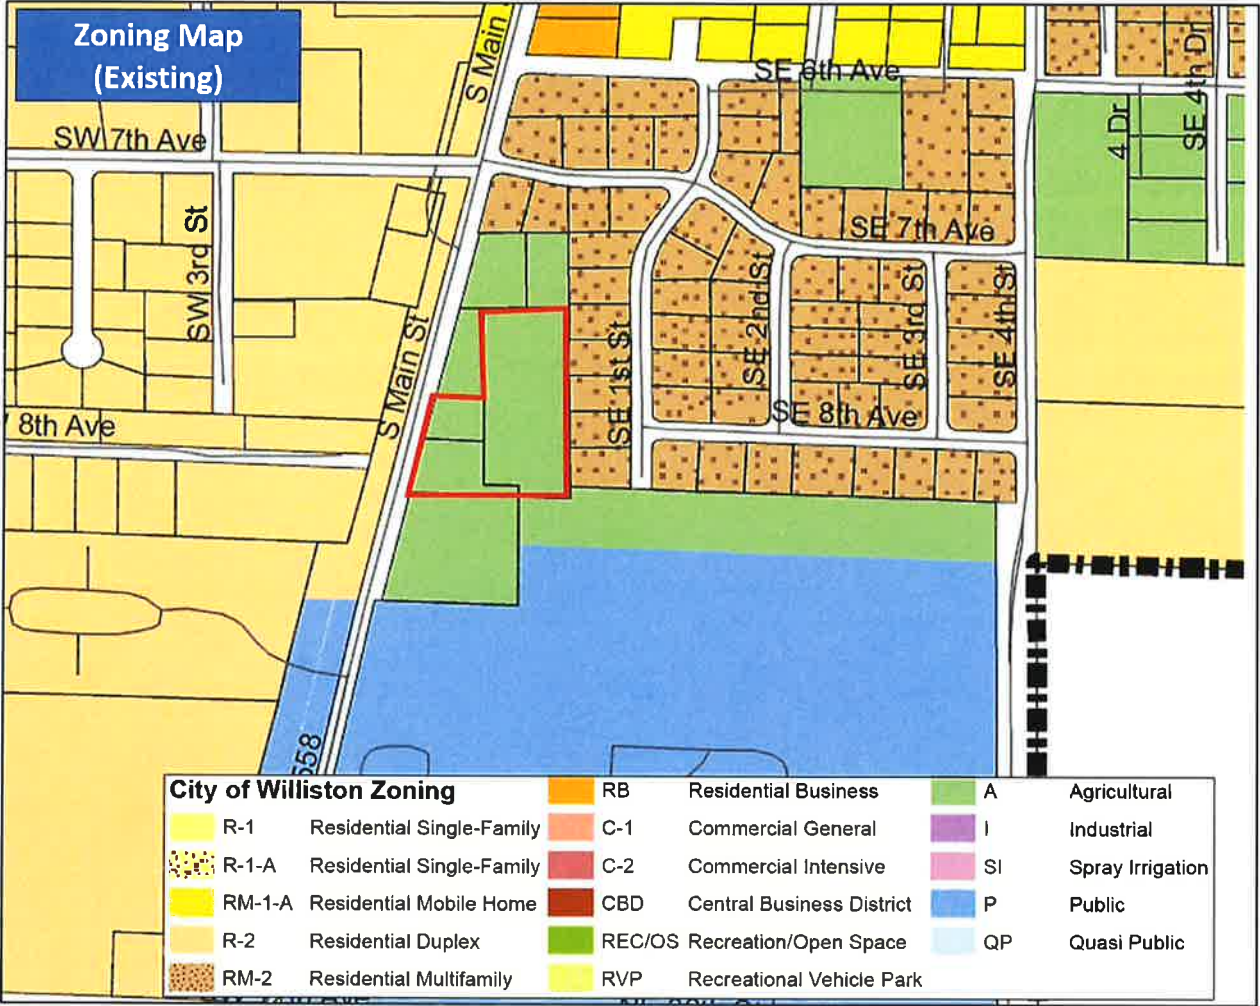 Zoning Map
(Existing)
S Main
SE 6th Ave
SE 4th Dr
4 Dr
SW 7th Ave
SW 3rd St
SE 7th Ave
S Main St
SE 1st St
SE 2nd St
SE 3rd St
SE 4th St
8th Ave
SE 8th Ave
558
City of Williston Zoning
R-1 Residential Single-Family
R-1-A Residential Single-Family
RM-1-A Residential Mobile Home
R-2 Residential Duplex
RM-2 Residential Multifamily
RB Residential Business
C-1 Commercial General
C-2 Commercial Intensive
CBD Central Business District
REC/OS Recreation/Open Space
RVP Recreational Vehicle Park
A Agricultural
I Industrial
SI Spray Irrigation
P Public
QP Quasi Public